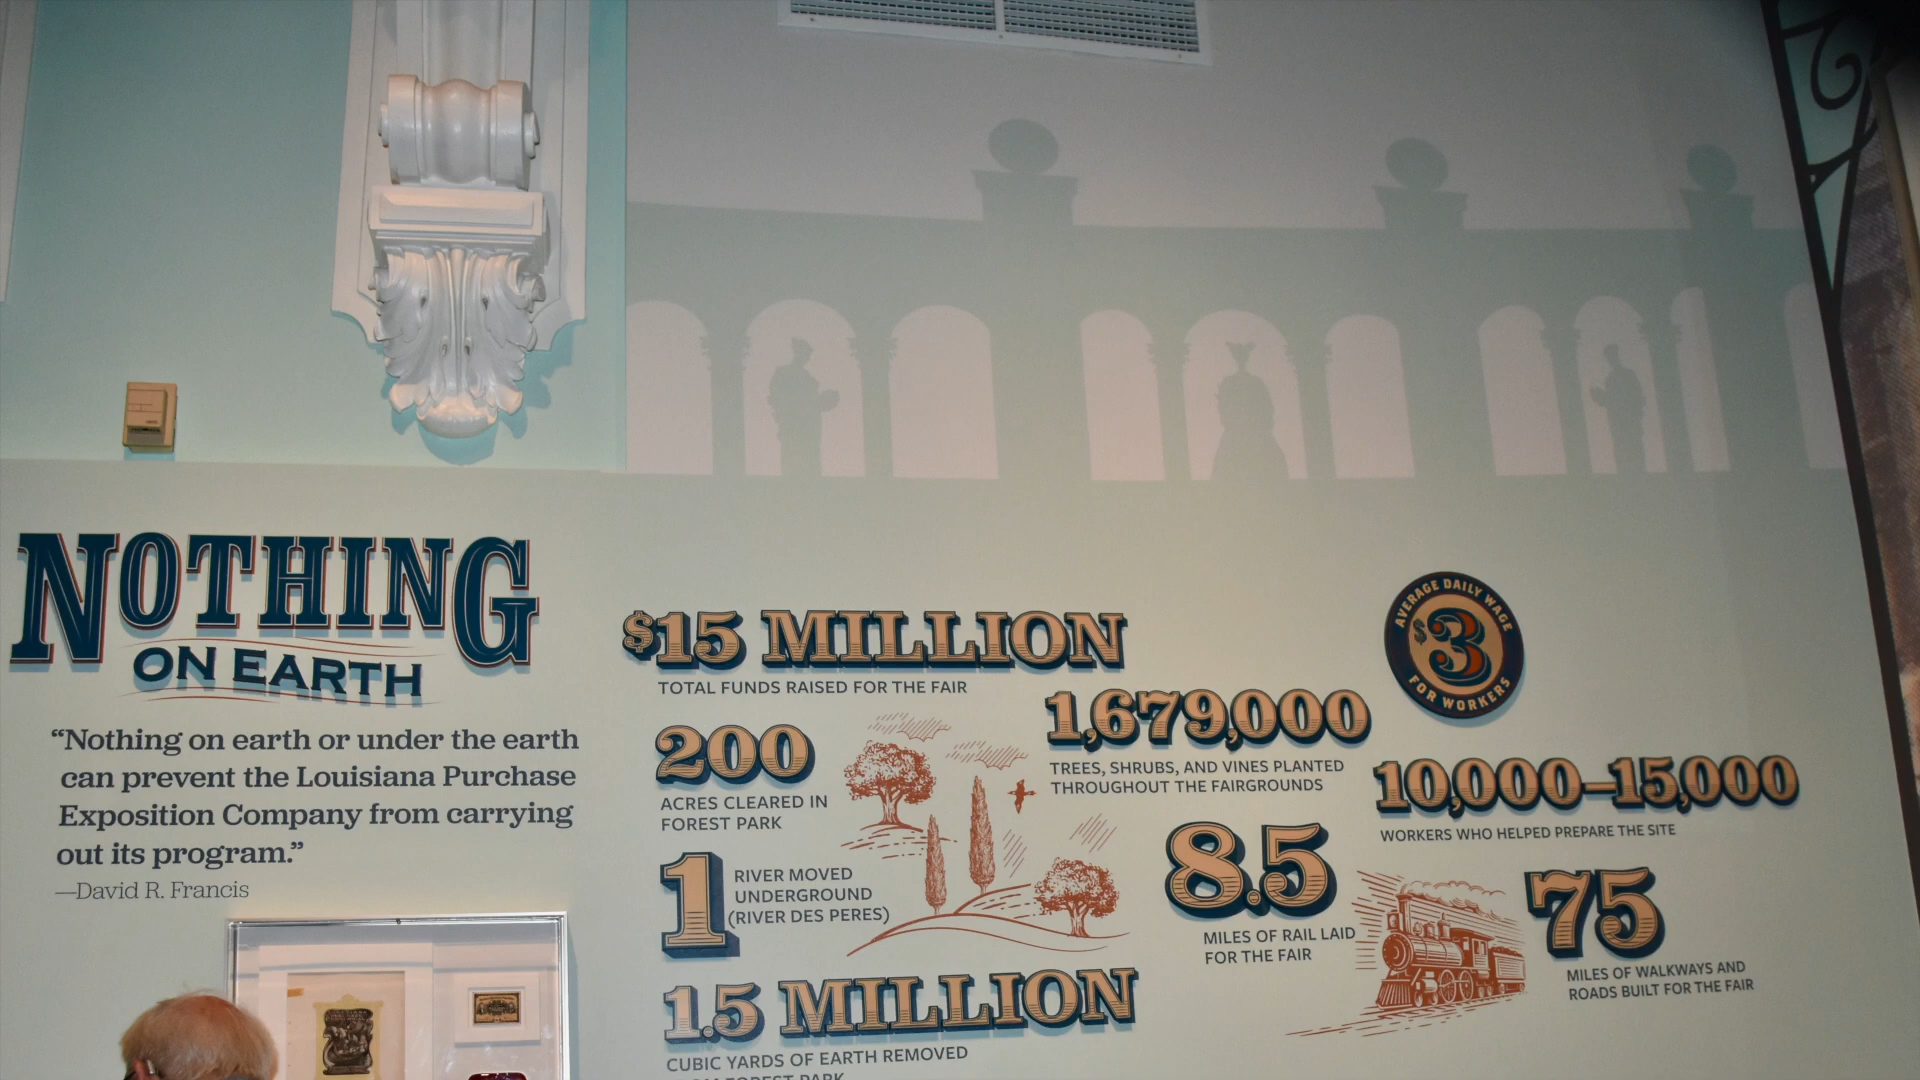 NOTHING
ON EARTH
“Nothing on earth or under the earth
can prevent the Louisiana Purchase
Exposition Company from carrying
out its program.”
—David R. Francis
$15 MILLION
TOTAL FUNDS RAISED FOR THE FAIR
200
ACRES CLEARED IN
FOREST PARK
1
RIVER MOVED
UNDERGROUND
(RIVER DES PERES)
1.5 MILLION
CUBIC YARDS OF EARTH REMOVED
FOREST PARK
1,679,000
TREES, SHRUBS, AND VINES PLANTED
THROUGHOUT THE FAIRGROUNDS
8.5
MILES OF RAIL LAID
FOR THE FAIR
AVERAGE DAILY WAGE
$3
FOR WORKERS
10,000–15,000
WORKERS WHO HELPED PREPARE THE SITE
75
MILES OF WALKWAYS AND
ROADS BUILT FOR THE FAIR